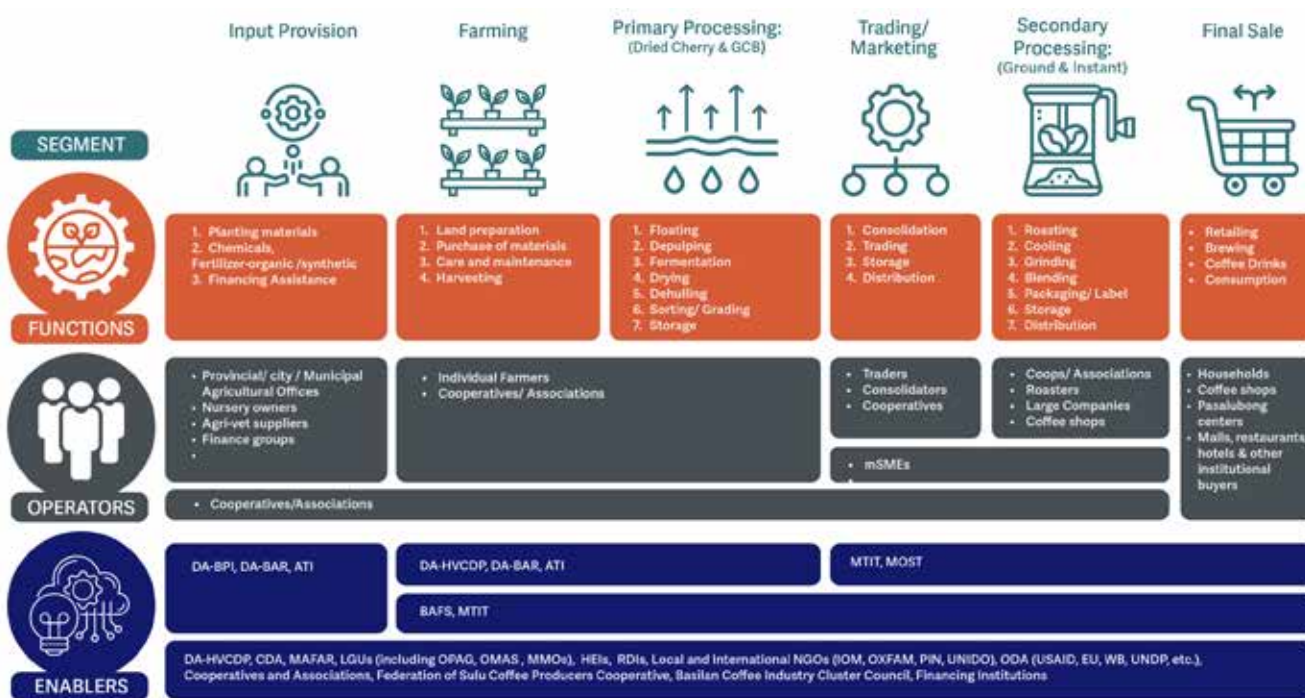 Input Provision
Farming
Primary Processing:
(Dried Cherry & GCB)
Trading/
Marketing
Secondary
Processing:
(Ground & Instant)
Final Sale
SEGMENT
FUNCTIONS
1. Planting materials
2. Chemicals,
Fertilizer-organic /synthetic
3. Financing Assistance
1. Land preparation
2. Purchase of materials
3. Care and maintenance
4. Harvesting
1. Floating
2. Depulping
3. Fermentation
4. Drying
5. Dehulling
6. Sorting/ Grading
7. Storage
1. Consolidation
2. Trading
3. Storage
4. Distribution
1. Roasting
2. Cooling
3. Grinding
4. Blending
5. Packaging/ Label
6. Storage
7. Distribution
• Retailing
• Brewing
• Coffee Drinks
• Consumption
OPERATORS
• Provincial/ city / Municipal
Agricultural Offices
• Nursery owners
• Agri-vet suppliers
• Finance groups
•
• Individual Farmers
• Cooperatives/ Associations
• Traders
• Consolidators
• Cooperatives
• Coops/ Associations
• Roasters
• Large Companies
• Coffee shops
• mSMEs
• Households
• Coffee shops
• Pasalubong
centers
• Malls, restaurants,
hotels & other
institutional
buyers
• Cooperatives/Associations
ENABLERS
DA-BPI, DA-BAR, ATI
DA-HVCDP, DA-BAR, ATI
MTIT, MOST
BAFS, MTIT
DA-HVCDP, CDA, MAFAR, LGUs (including OPAG, OMAS , MMOs), HEIs, RDIs, Local and International NGOs (IOM, OXFAM, PIN, UNIDO), ODA (USAID, EU, WB, UNDP, etc.),
Cooperatives and Associations, Federation of Sulu Coffee Producers Cooperative, Basilan Coffee Industry Cluster Council, Financing Institutions